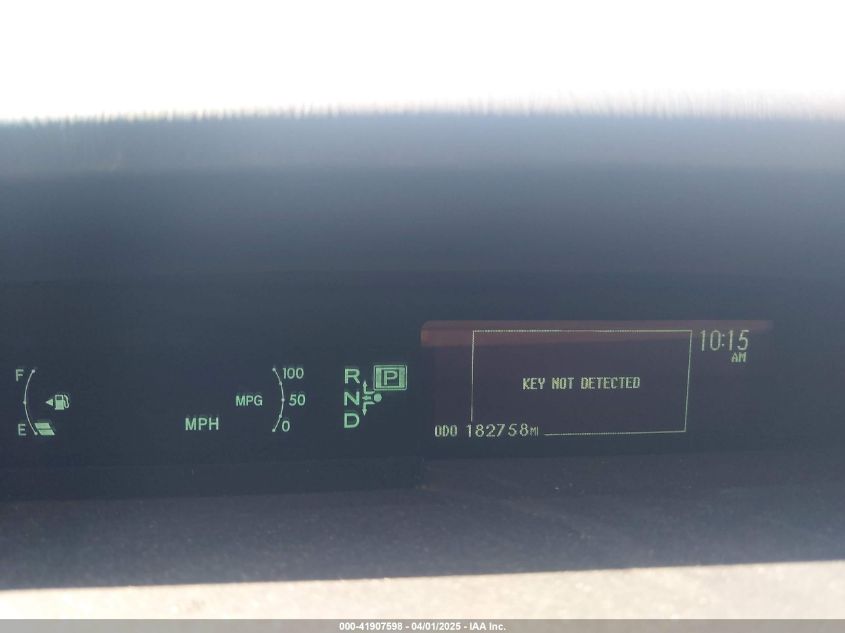 F
E
MPH
MPG
100
50
0
R
P
N
D
10:15
AM
KEY NOT DETECTED
ODO 182758MI
000-41907598 - 04/01/2025 - IAA Inc.